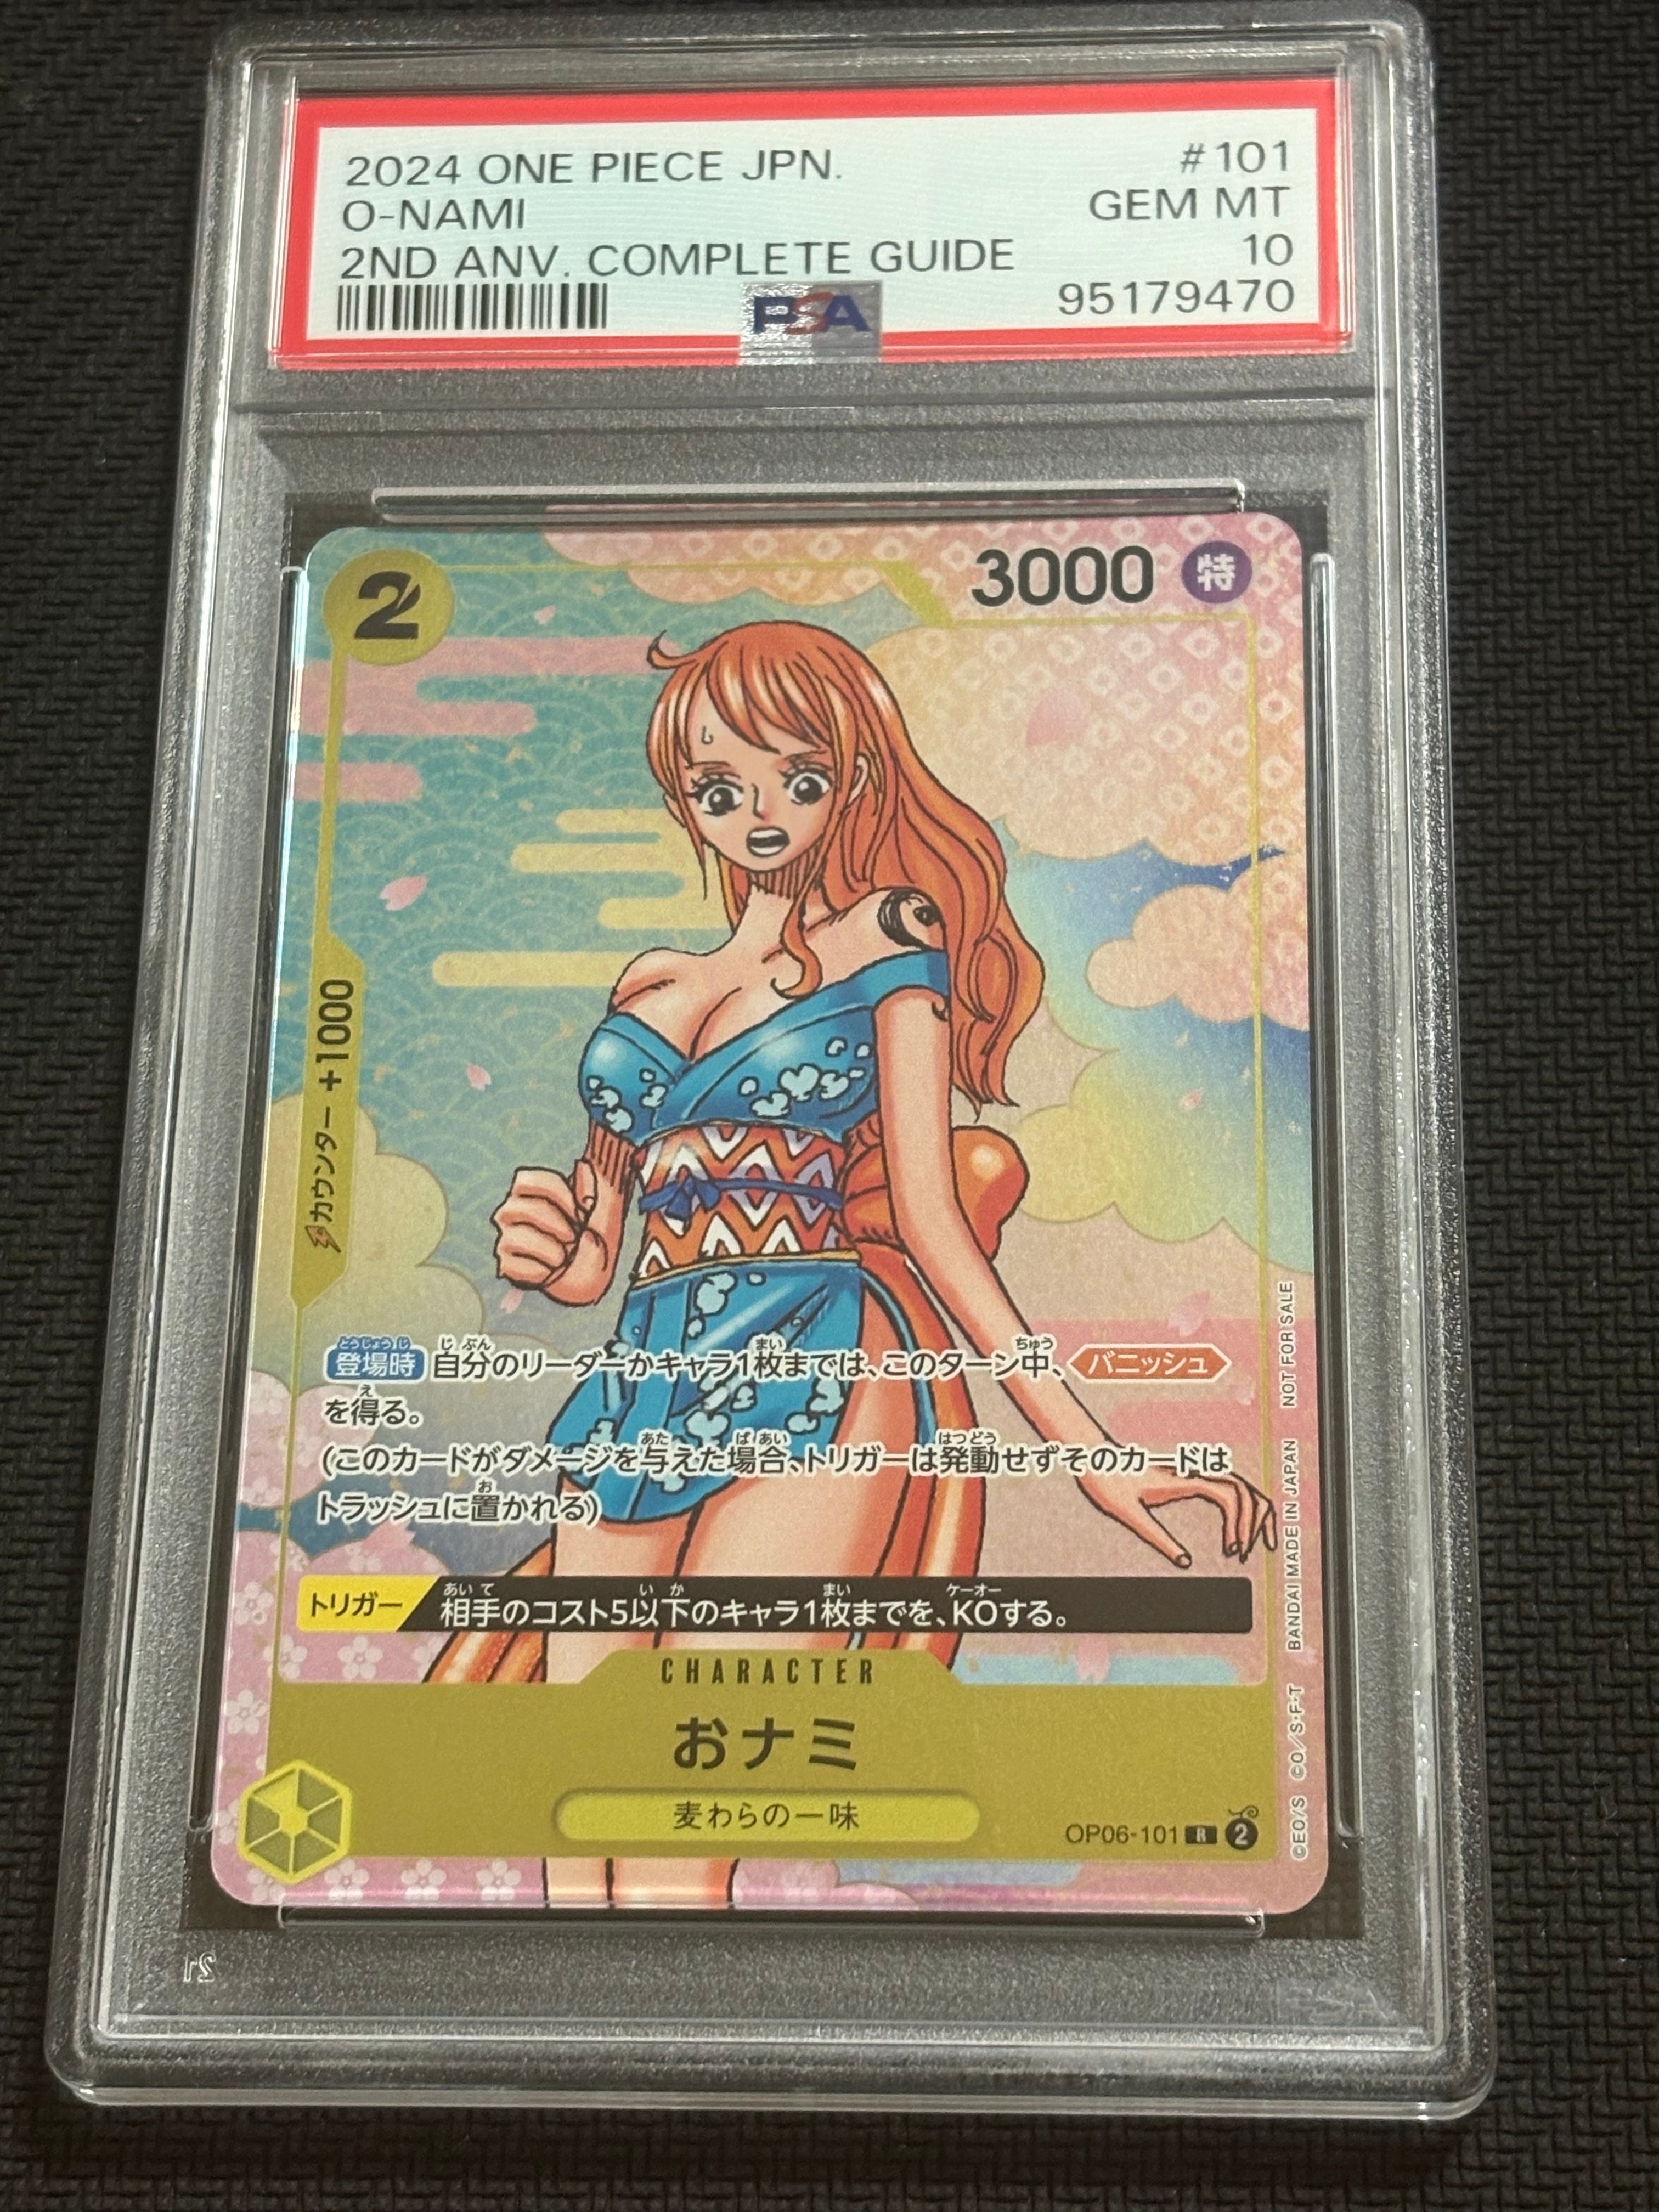 2024 ONE PIECE JPN. #101
O-NAMI GEM MT
2ND ANV. COMPLETE GUIDE 10
PSA 95179470
2 3000 特
カウンター +1000
登場時 自分のリーダーかキャラ1枚までは、このターン中、バニッシュ
を得る。
(このカードがダメージを与えた場合、トリガーは発動せずそのカードは
トラッシュに置かれる)
トリガー 相手のコスト5以下のキャラ1枚までを、KOする。
CHARACTER
おナミ
麦わらの一味
OP06-101 R 2
©EO/S ©O/S・F・T BANDAI MADE IN JAPAN NOT FOR SALE
21